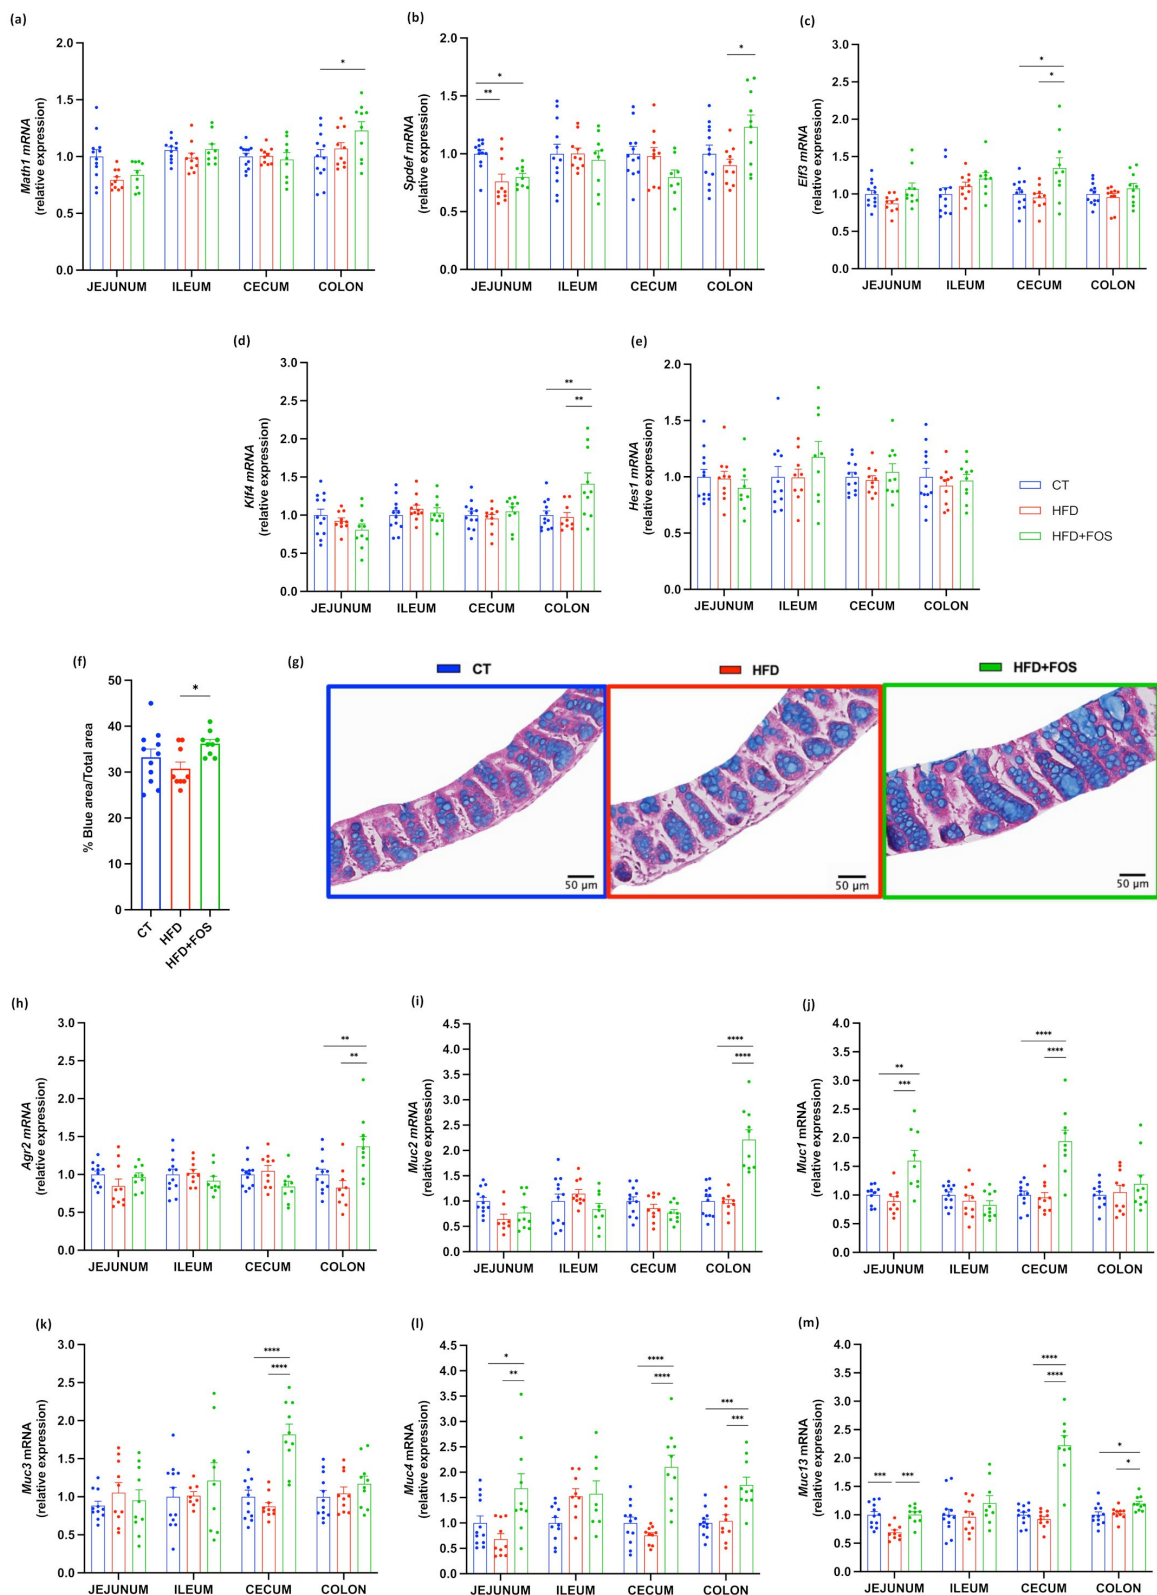 (a)
Math1 mRNA
(relative expression)
2.0
1.5
1.0
0.5
0.0
*
JEJUNUM ILEUM CECUM COLON
(b)
Spdef mRNA
(relative expression)
2.0
1.5
1.0
0.5
0.0
*
**
*
JEJUNUM ILEUM CECUM COLON
(c)
Elf3 mRNA
(relative expression)
3.0
2.5
2.0
1.5
1.0
0.5
0.0
*
*
JEJUNUM ILEUM CECUM COLON
(d)
Klf4 mRNA
(relative expression)
3.0
2.5
2.0
1.5
1.0
0.5
0.0
**
**
JEJUNUM ILEUM CECUM COLON
(e)
Hes1 mRNA
(relative expression)
2.0
1.5
1.0
0.5
0.0
JEJUNUM ILEUM CECUM COLON
CT
HFD
HFD+FOS
(f)
% Blue area/Total area
50
40
30
20
10
0
*
CT
HFD
HFD+FOS
(g)
CT
HFD
HFD+FOS
50 µm
50 µm
50 µm
(h)
Agr2 mRNA
(relative expression)
3.0
2.5
2.0
1.5
1.0
0.5
0.0
**
**
JEJUNUM ILEUM CECUM COLON
(i)
Muc2 mRNA
(relative expression)
4.5
4.0
3.5
3.0
2.5
2.0
1.5
1.0
0.5
0.0
****
****
JEJUNUM ILEUM CECUM COLON
(j)
Muc1 mRNA
(relative expression)
4.0
3.5
3.0
2.5
2.0
1.5
1.0
0.5
0.0
**
***
****
****
JEJUNUM ILEUM CECUM COLON
(k)
Muc3 mRNA
(relative expression)
3.0
2.5
2.0
1.5
1.0
0.5
0.0
****
****
JEJUNUM ILEUM CECUM COLON
(l)
Muc4 mRNA
(relative expression)
4.5
4.0
3.5
3.0
2.5
2.0
1.5
1.0
0.5
0.0
*
**
****
****
***
***
JEJUNUM ILEUM CECUM COLON
(m)
Muc13 mRNA
(relative expression)
4.0
3.5
3.0
2.5
2.0
1.5
1.0
0.5
0.0
***
***
****
****
*
*
JEJUNUM ILEUM CECUM COLON